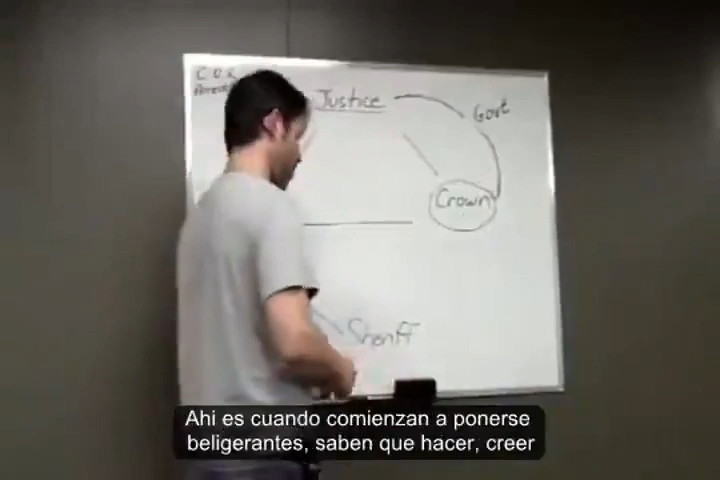 C.O.R.
Justice
Govt
Crown
Sheriff
Ahi es cuando comienzan a ponerse
beligerantes, saben que hacer, creer